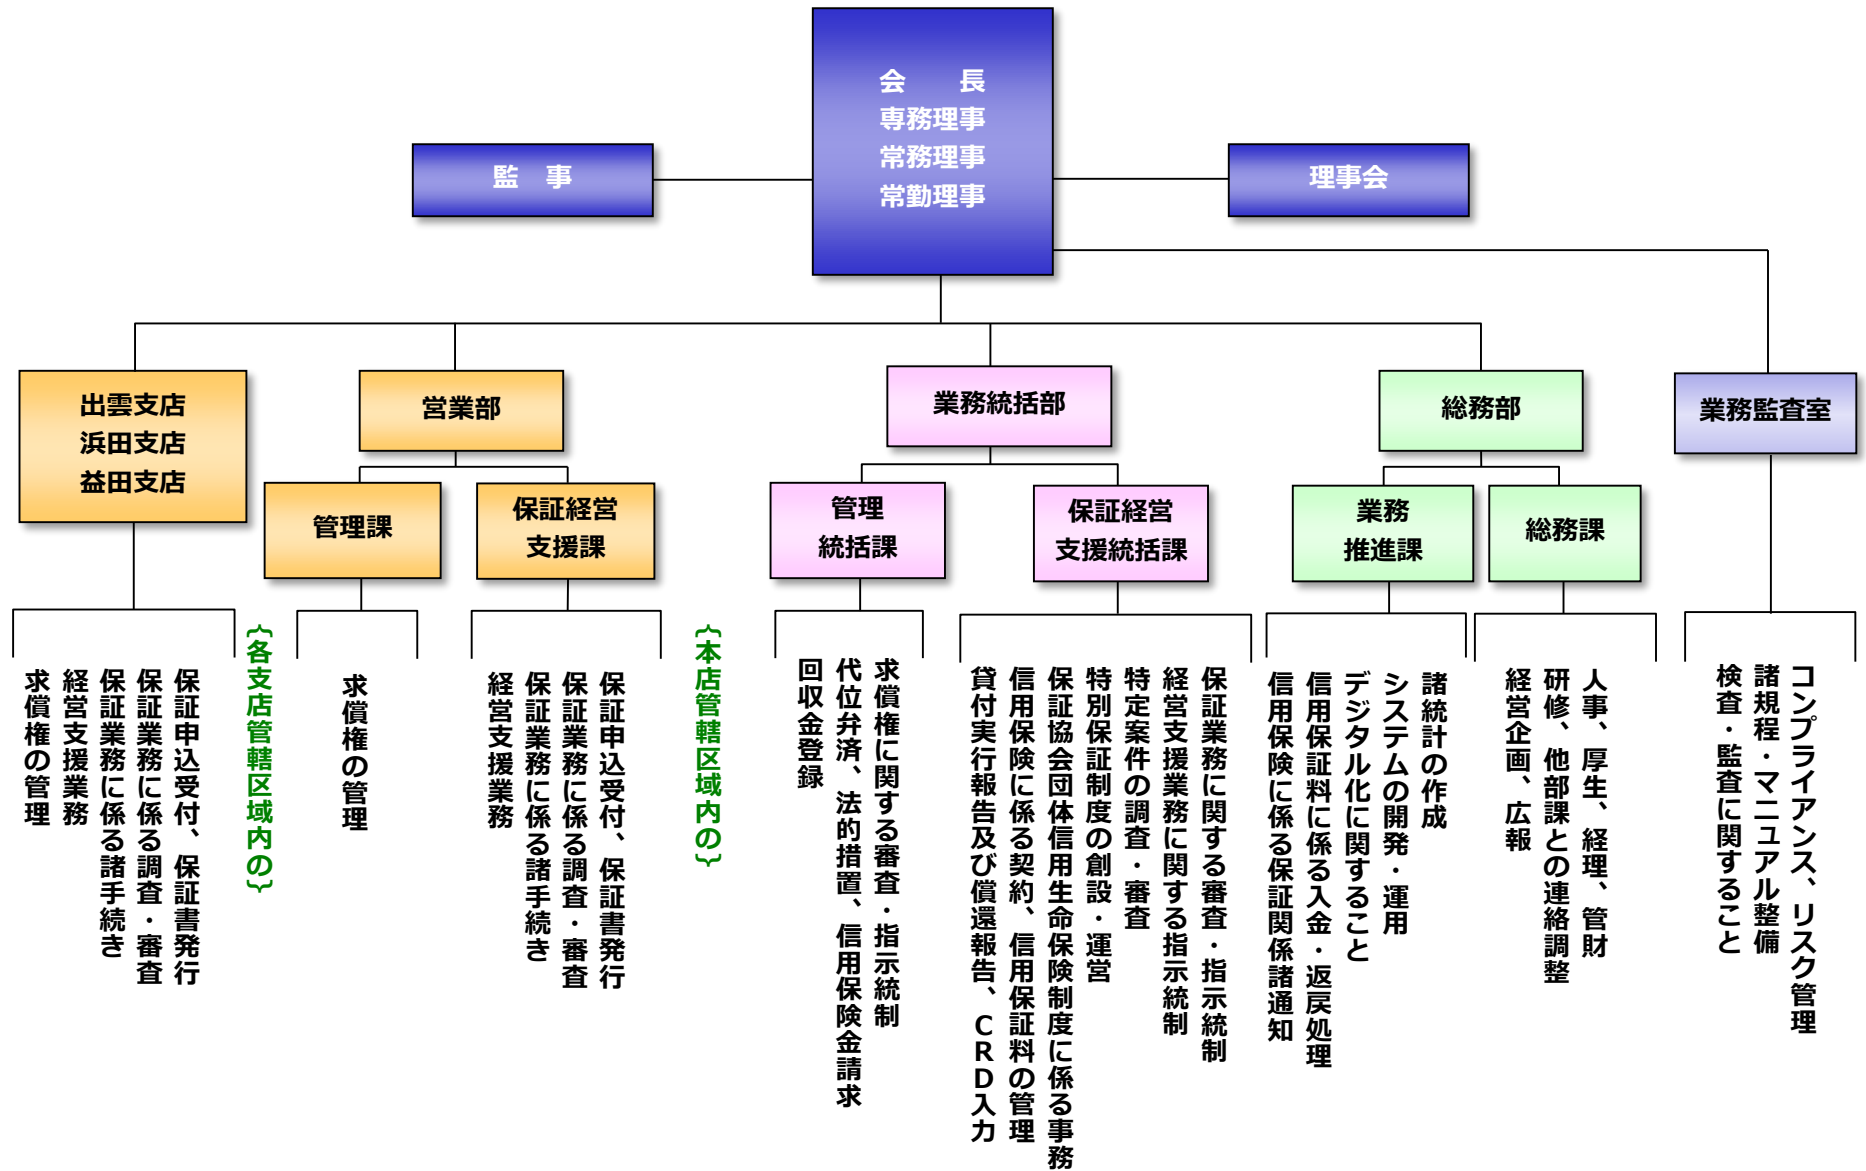 会　長
専務理事
常務理事
常勤理事
監　事
理事会
出雲支店
浜田支店
益田支店
営業部
業務統括部
総務部
業務監査室
管理課
保証経営
支援課
管理
統括課
保証経営
支援統括課
業務
推進課
総務課
コンプライアンス、リスク管理
諸規程・マニュアル整備
検査・監査に関すること
人事、厚生、経理、管財
研修、他部課との連絡調整
経営企画、広報
諸統計の作成
システムの開発・運用
デジタル化に関すること
信用保証料に係る入金・返戻処理
信用保険に係る保証関係諸通知
保証業務に関する審査・指示統制
経営支援業務に関する指示統制
特定案件の調査・審査
特別保証制度の創設・運営
保証協会団体信用生命保険制度に係る事務
信用保険に係る契約、信用保証料の管理
貸付実行報告及び償還報告、CRD入力
求償権に関する審査・指示統制
代位弁済、法的措置、信用保険金請求
回収金登録
{本店管轄区域内の}
保証申込受付、保証書発行
保証業務に係る調査・審査
保証業務に係る諸手続き
経営支援業務
求償権の管理
{各支店管轄区域内の}
保証申込受付、保証書発行
保証業務に係る調査・審査
保証業務に係る諸手続き
経営支援業務
求償権の管理